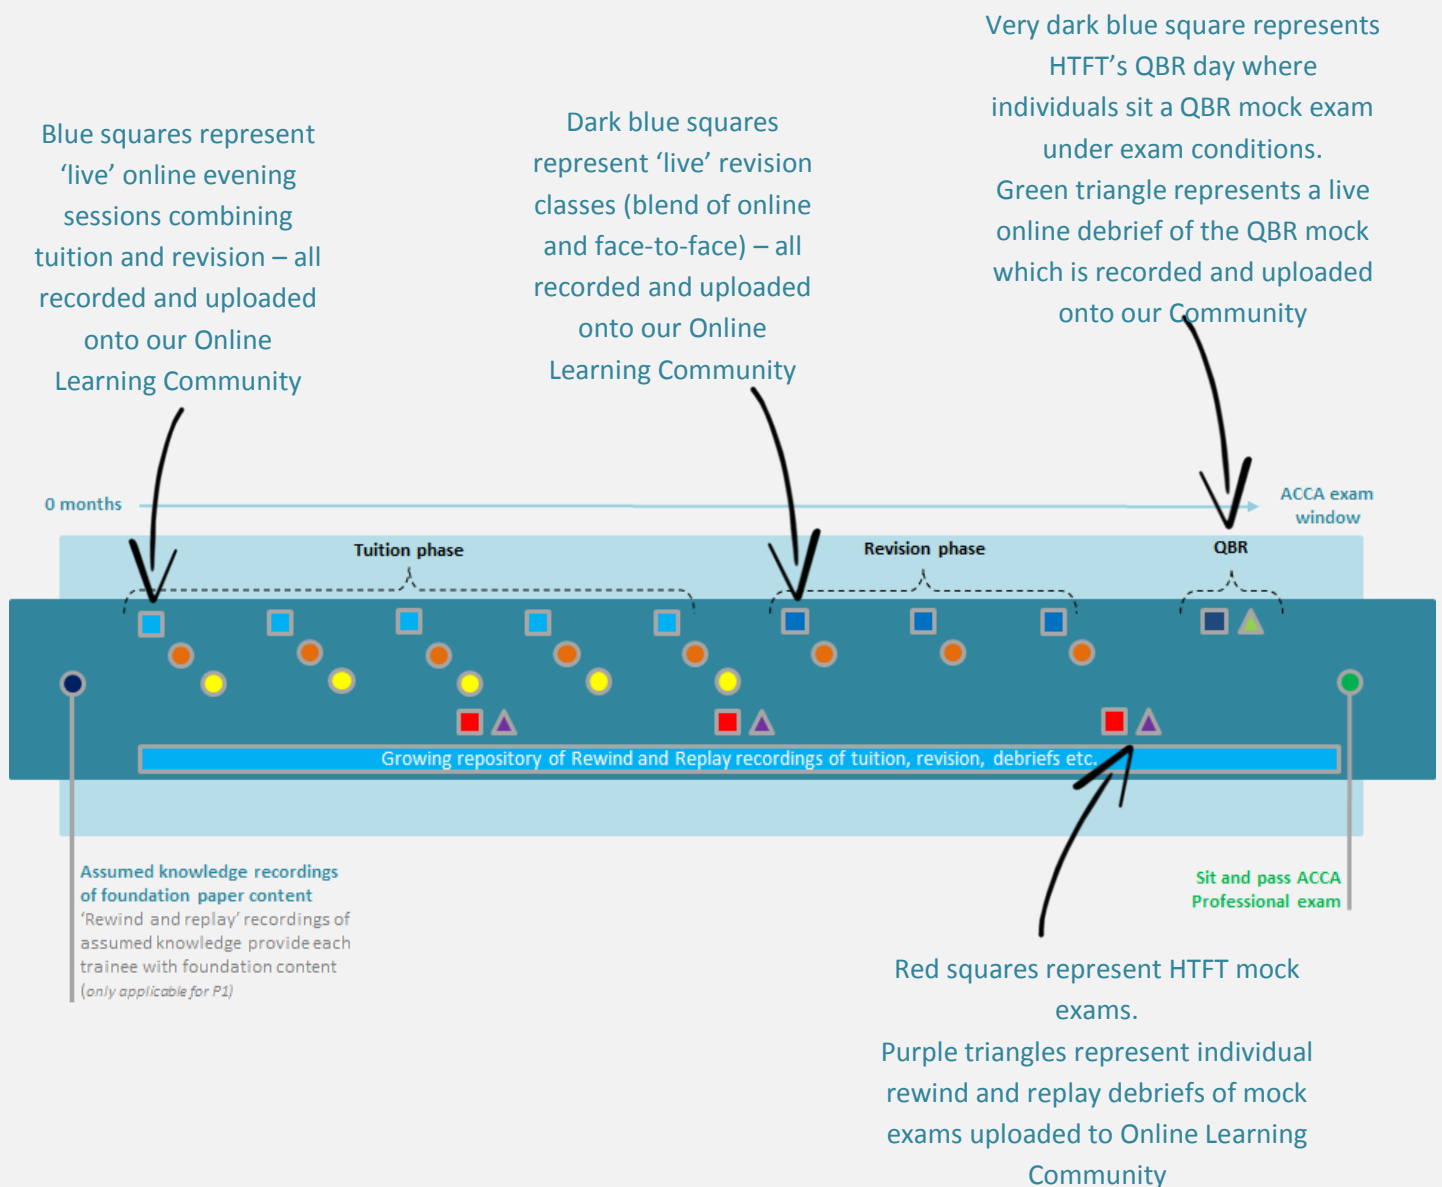 Very dark blue square represents
HTFT’s QBR day where
individuals sit a QBR mock exam
under exam conditions.
Green triangle represents a live
online debrief of the QBR mock
which is recorded and uploaded
onto our Community
Blue squares represent
‘live’ online evening
sessions combining
tuition and revision – all
recorded and uploaded
onto our Online
Learning Community
Dark blue squares
represent ‘live’ revision
classes (blend of online
and face-to-face) – all
recorded and uploaded
onto our Online
Learning Community
0 months
ACCA exam
window
Tuition phase
Revision phase
QBR
Growing repository of Rewind and Replay recordings of tuition, revision, debriefs etc.
Assumed knowledge recordings
of foundation paper content
‘Rewind and replay’ recordings of
assumed knowledge provide each
trainee with foundation content
(only applicable for P1)
Sit and pass ACCA
Professional exam
Red squares represent HTFT mock
exams.
Purple triangles represent individual
rewind and replay debriefs of mock
exams uploaded to Online Learning
Community